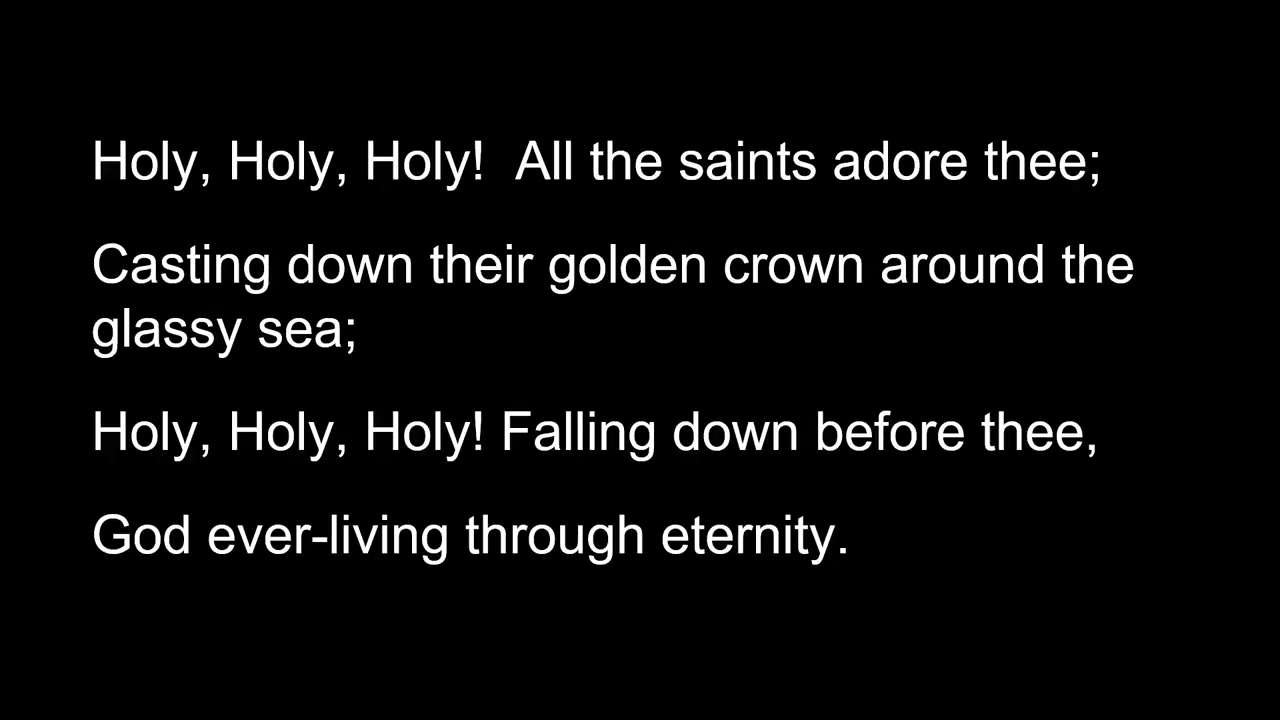 Holy, Holy, Holy!  All the saints adore thee;
Casting down their golden crown around the
glassy sea;
Holy, Holy, Holy! Falling down before thee,
God ever-living through eternity.